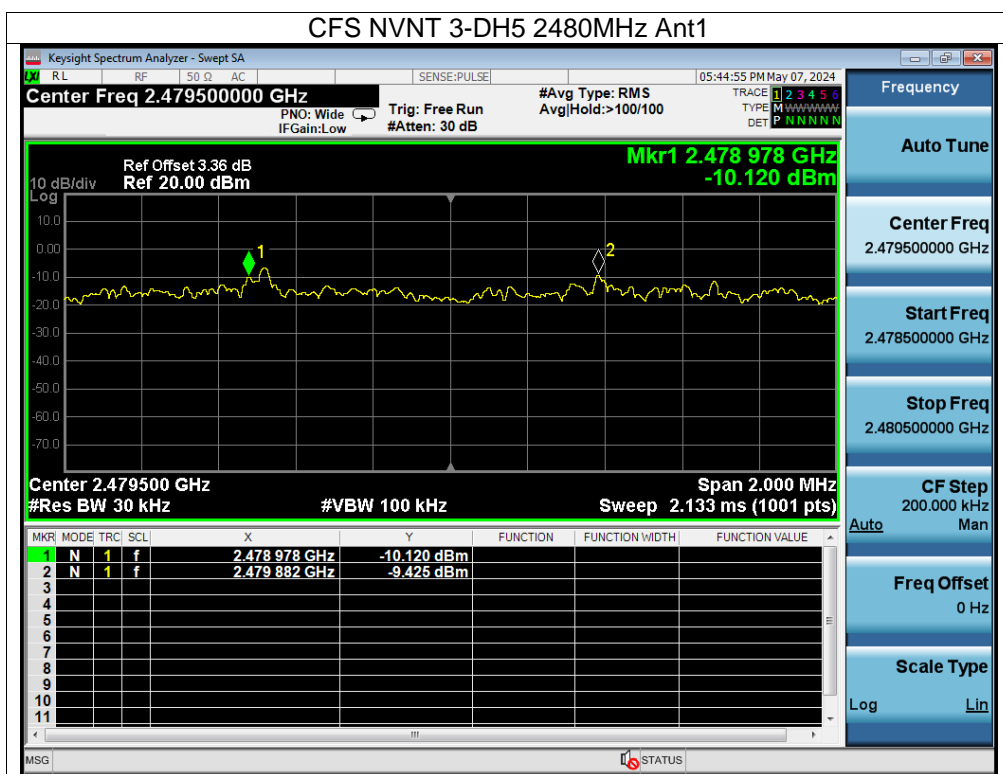 CFS NVNT 3-DH5 2480MHz Ant1
Keysight Spectrum Analyzer - Swept SA
LXI RL RF 50 Ω AC SENSE:PULSE 05:44:55 PM May 07, 2024
Center Freq 2.479500000 GHz #Avg Type: RMS TRACE 1 2 3 4 5 6
PNO: Wide Trig: Free Run Avg|Hold:>100/100 TYPE M WWWWW
IFGain:Low #Atten: 30 dB DET P N N N N N
Mkr1 2.478 978 GHz
-10.120 dBm
Ref Offset 3.36 dB
10 dB/div Ref 20.00 dBm
Log
10.0
0.00
-10.0
-20.0
-30.0
-40.0
-50.0
-60.0
-70.0
1
2
Center 2.479500 GHz Span 2.000 MHz
#Res BW 30 kHz #VBW 100 kHz Sweep 2.133 ms (1001 pts)
MKR MODE TRC SCL X Y FUNCTION FUNCTION WIDTH FUNCTION VALUE
1 N 1 f 2.478 978 GHz -10.120 dBm
2 N 1 f 2.479 882 GHz -9.425 dBm
3
4
5
6
7
8
9
10
11
MSG STATUS
Frequency
Auto Tune
Center Freq
2.479500000 GHz
Start Freq
2.478500000 GHz
Stop Freq
2.480500000 GHz
CF Step
200.000 kHz
Auto Man
Freq Offset
0 Hz
Scale Type
Log Lin